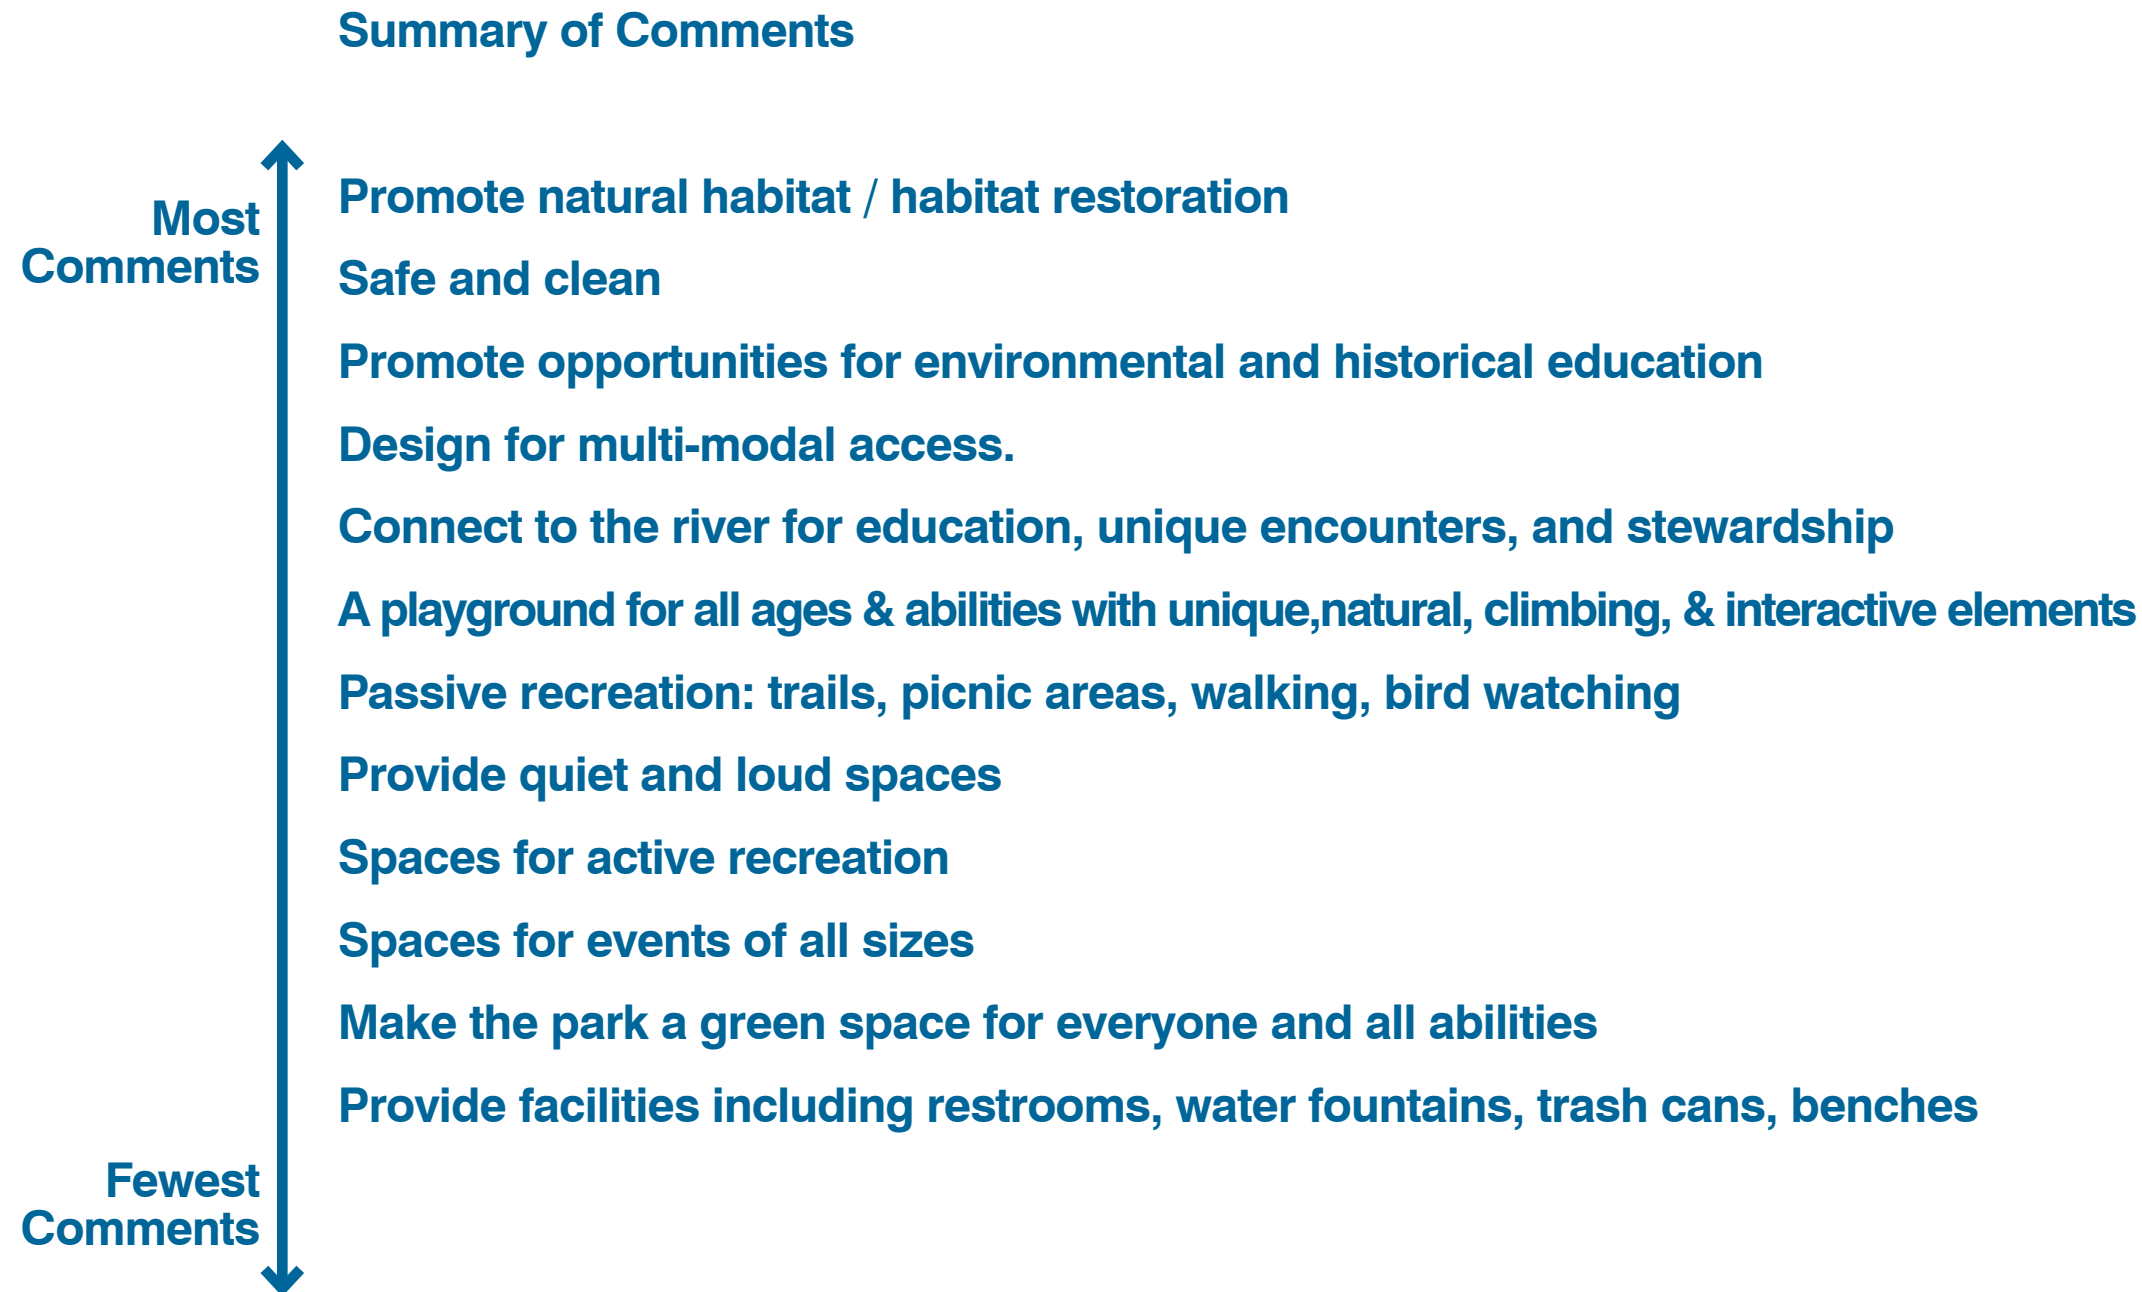 Summary of Comments
Most
Comments
Promote natural habitat / habitat restoration
Safe and clean
Promote opportunities for environmental and historical education
Design for multi-modal access.
Connect to the river for education, unique encounters, and stewardship
A playground for all ages & abilities with unique,natural, climbing, & interactive elements
Passive recreation: trails, picnic areas, walking, bird watching
Provide quiet and loud spaces
Spaces for active recreation
Spaces for events of all sizes
Make the park a green space for everyone and all abilities
Provide facilities including restrooms, water fountains, trash cans, benches
Fewest
Comments